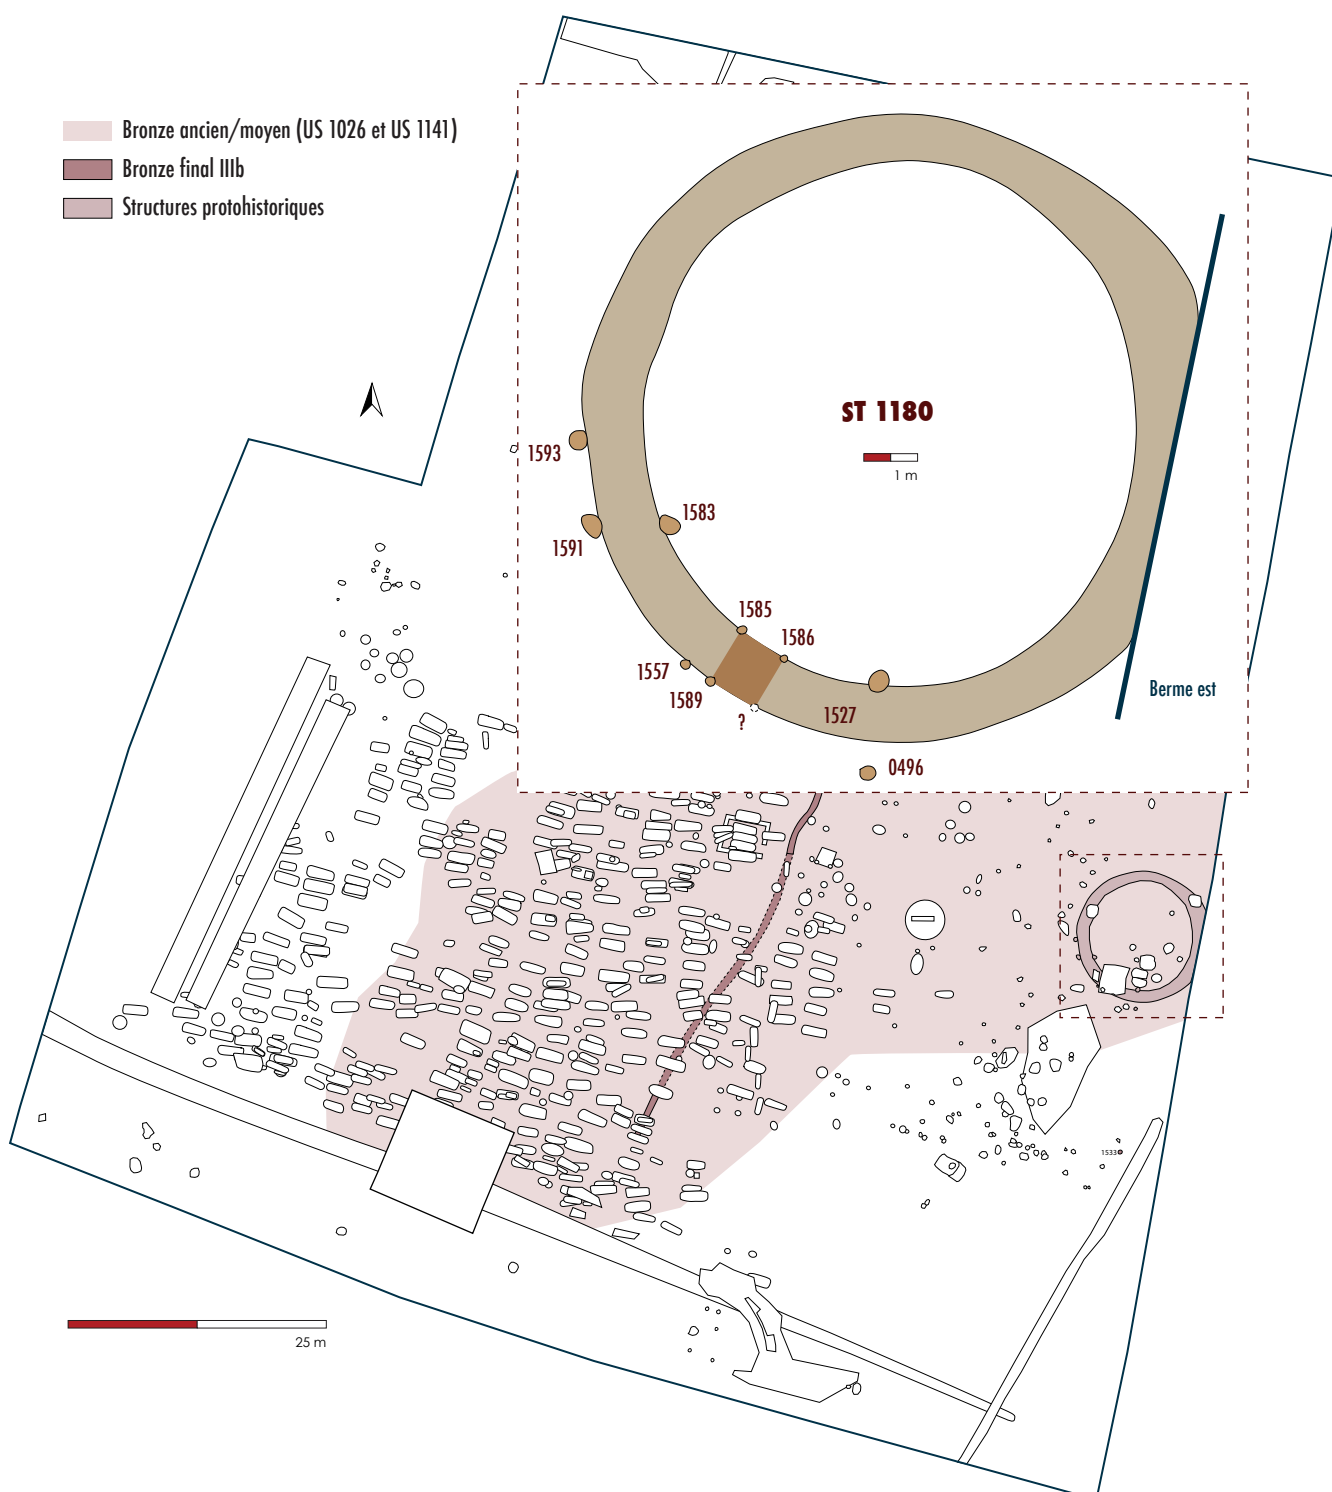 Bronze ancien/moyen (US 1026 et US 1141)
Bronze final IIIb
Structures protohistoriques
ST 1180
1 m
1593
1583
1591
1585
1586
1557
1589
?
1527
Berme est
0496
1533
25 m